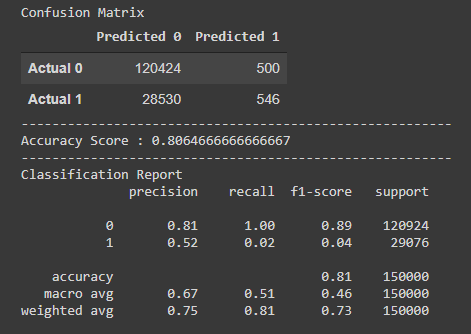 Confusion Matrix
Predicted 0 Predicted 1
Actual 0 120424 500
Actual 1 28530 546
-----------------------------------------------------
Accuracy Score : 0.8064666666666667
-----------------------------------------------------
Classification Report
precision recall f1-score support
0 0.81 1.00 0.89 120924
1 0.52 0.02 0.04 29076
accuracy 0.81 150000
macro avg 0.67 0.51 0.46 150000
weighted avg 0.75 0.81 0.73 150000